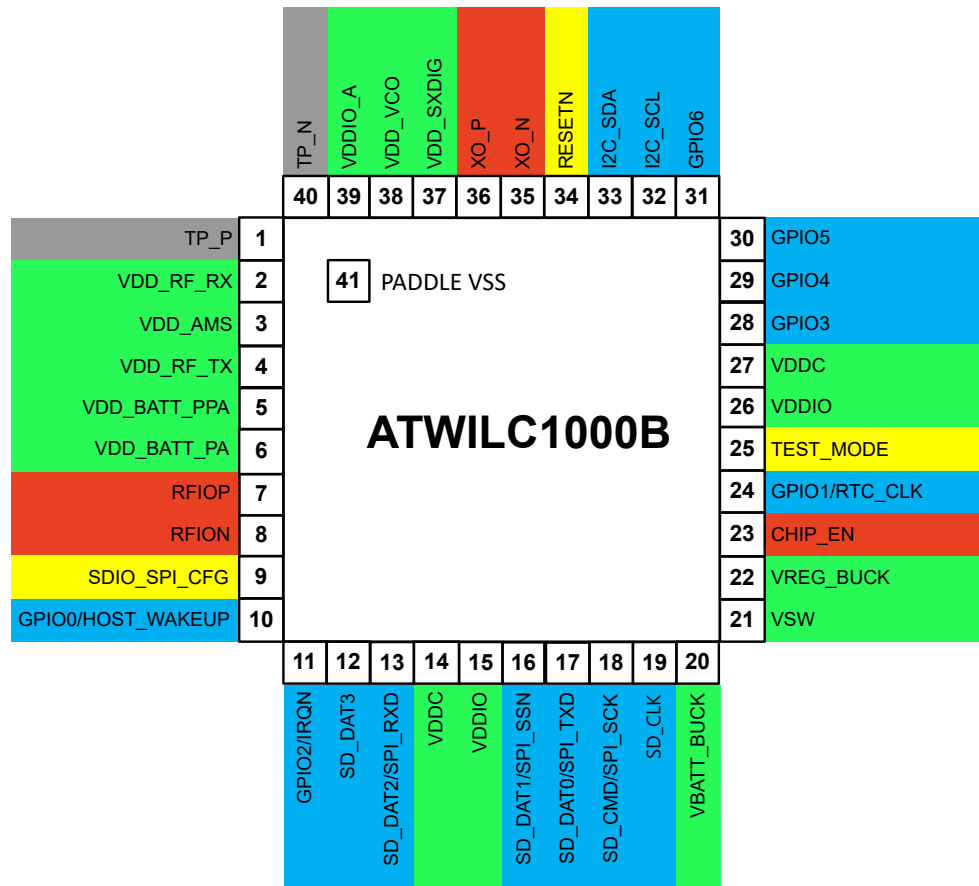 TP_N
VDDIO_A
VDD_VCO
VDD_SXDIG
XO_P
XO_N
RESETN
I2C_SDA
I2C_SCL
GPIO6
40 39 38 37 36 35 34 33 32 31
TP_P 1
VDD_RF_RX 2
VDD_AMS 3
VDD_RF_TX 4
VDD_BATT_PPA 5
VDD_BATT_PA 6
RFIOP 7
RFION 8
SDIO_SPI_CFG 9
GPIO0/HOST_WAKEUP 10
41 PADDLE VSS
ATWILC1000B
30 GPIO5
29 GPIO4
28 GPIO3
27 VDDC
26 VDDIO
25 TEST_MODE
24 GPIO1/RTC_CLK
23 CHIP_EN
22 VREG_BUCK
21 VSW
11 12 13 14 15 16 17 18 19 20
GPIO2/IRQN
SD_DAT3
SD_DAT2/SPI_RXD
VDDC
VDDIO
SD_DAT1/SPI_SSN
SD_DAT0/SPI_TXD
SD_CMD/SPI_SCK
SD_CLK
VBATT_BUCK